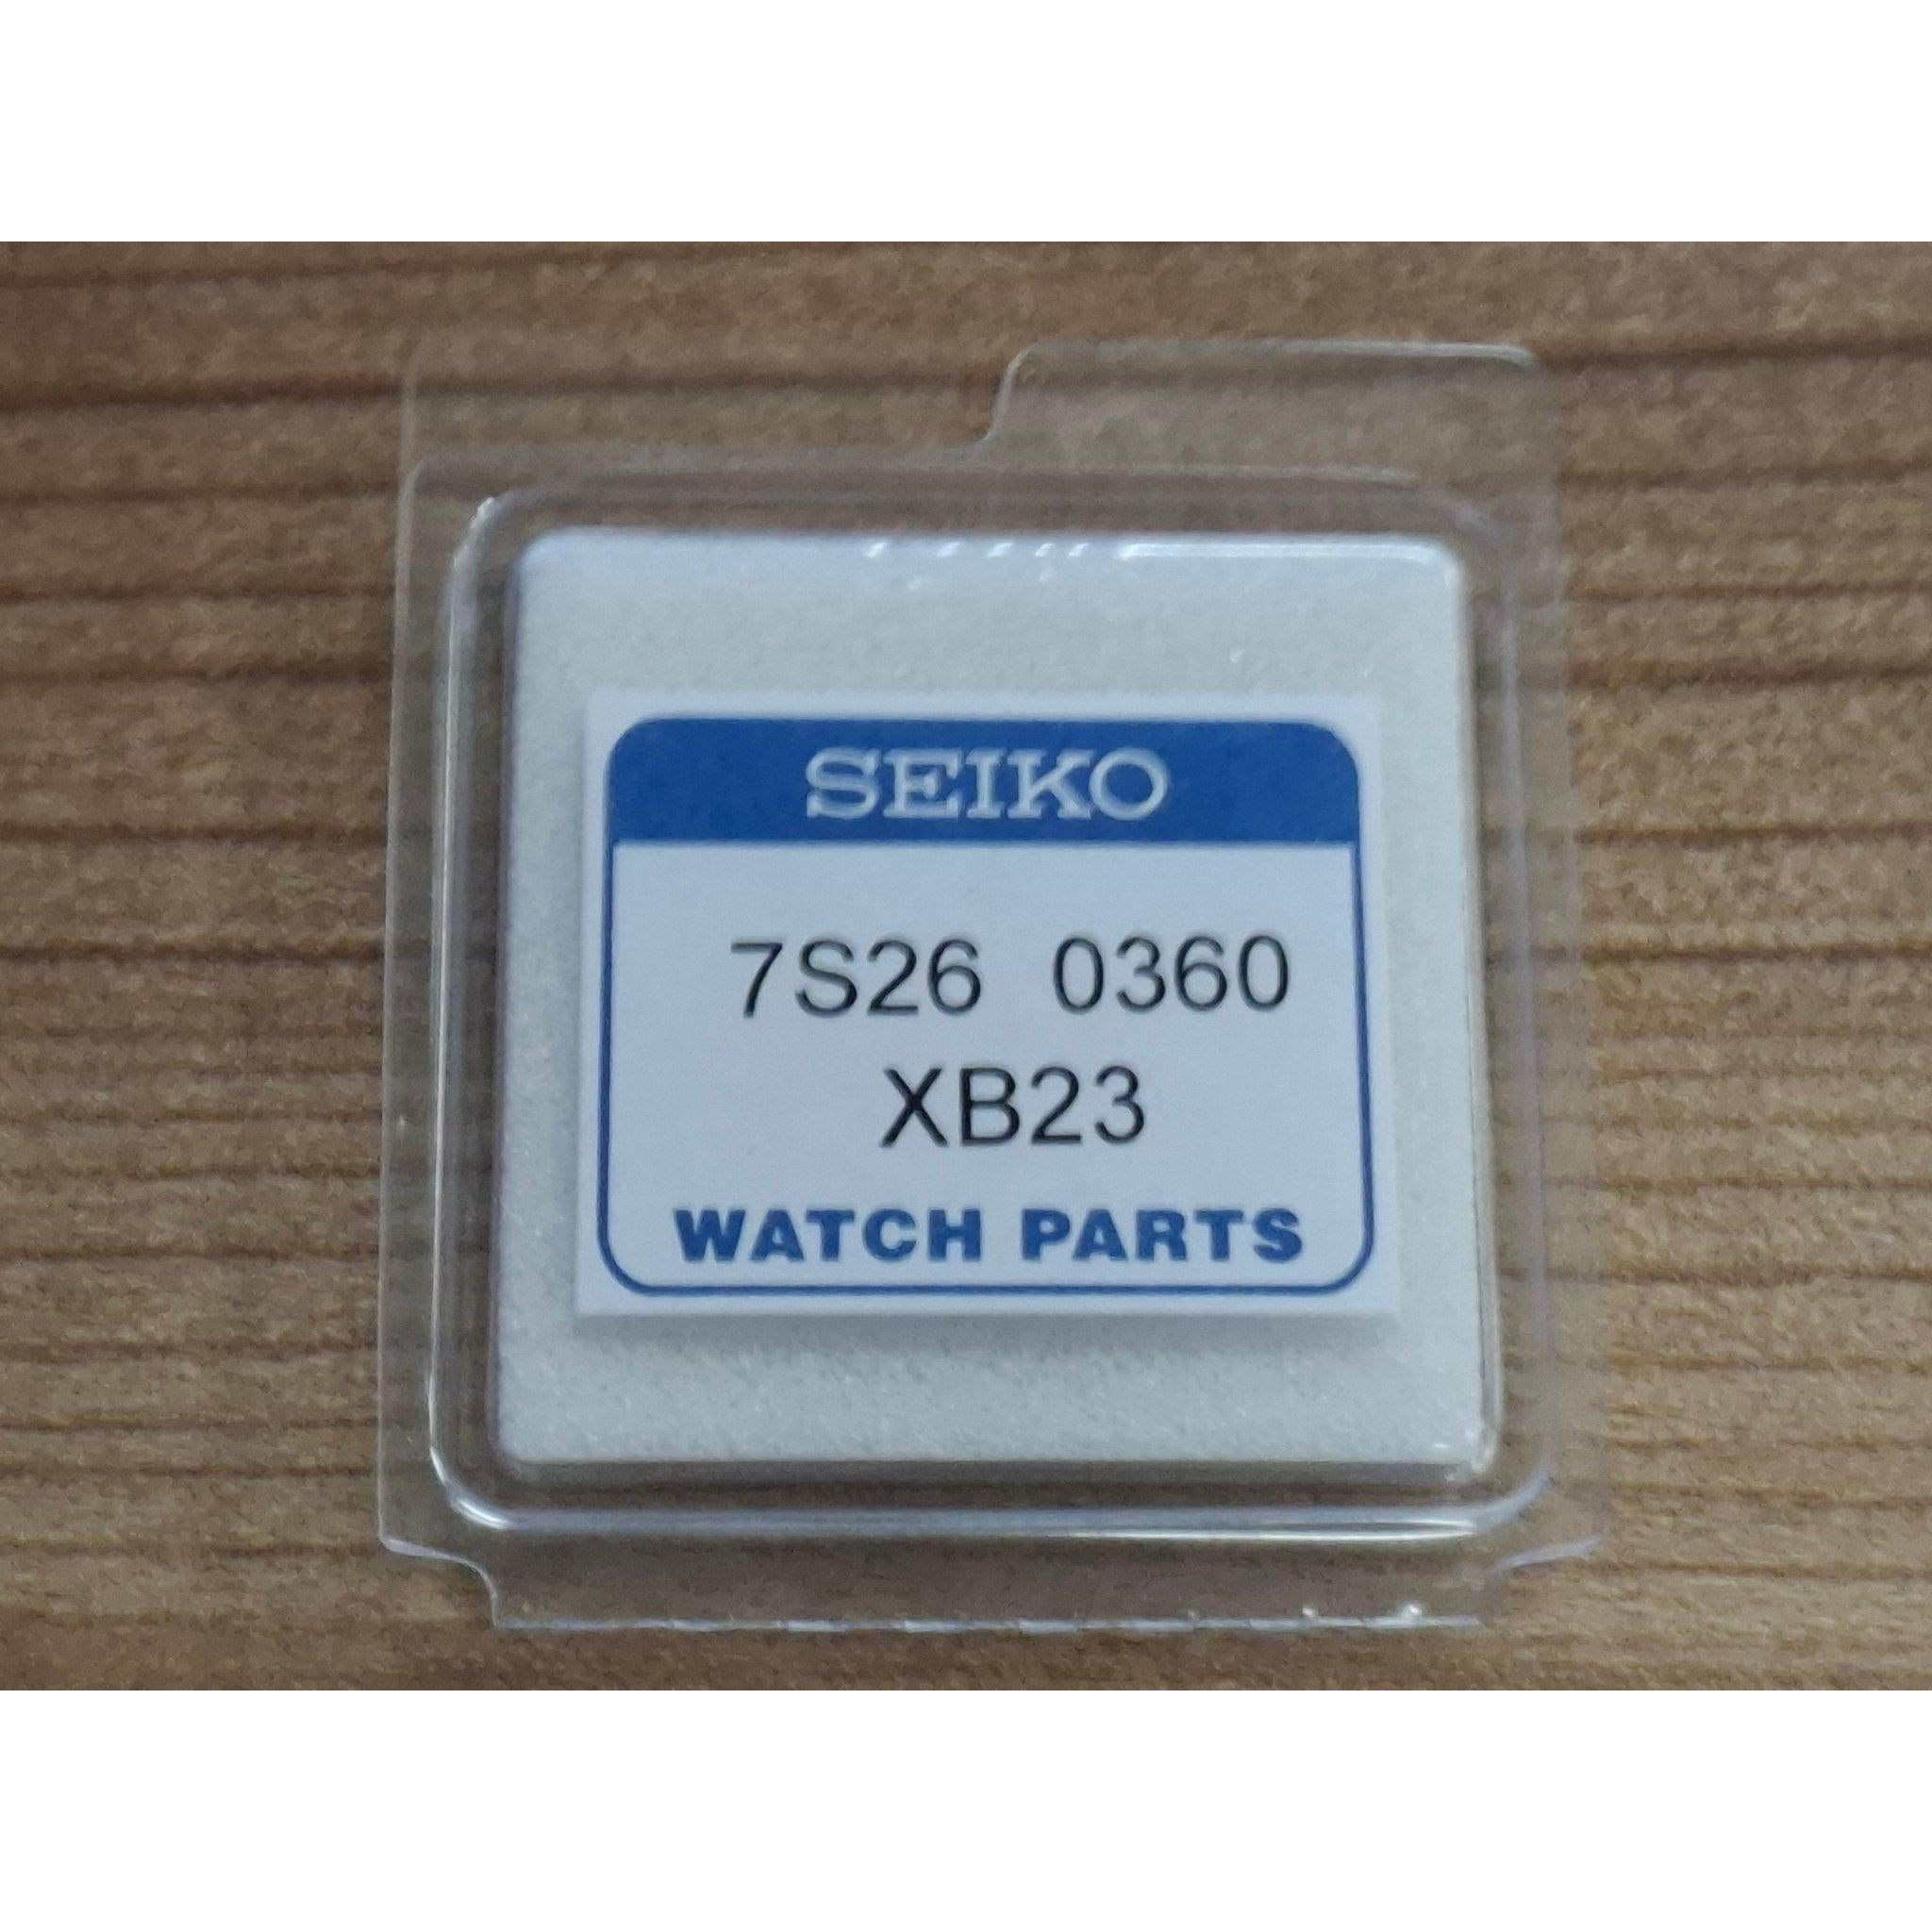 SEIKO
7S26 0360
XB23
WATCH PARTS